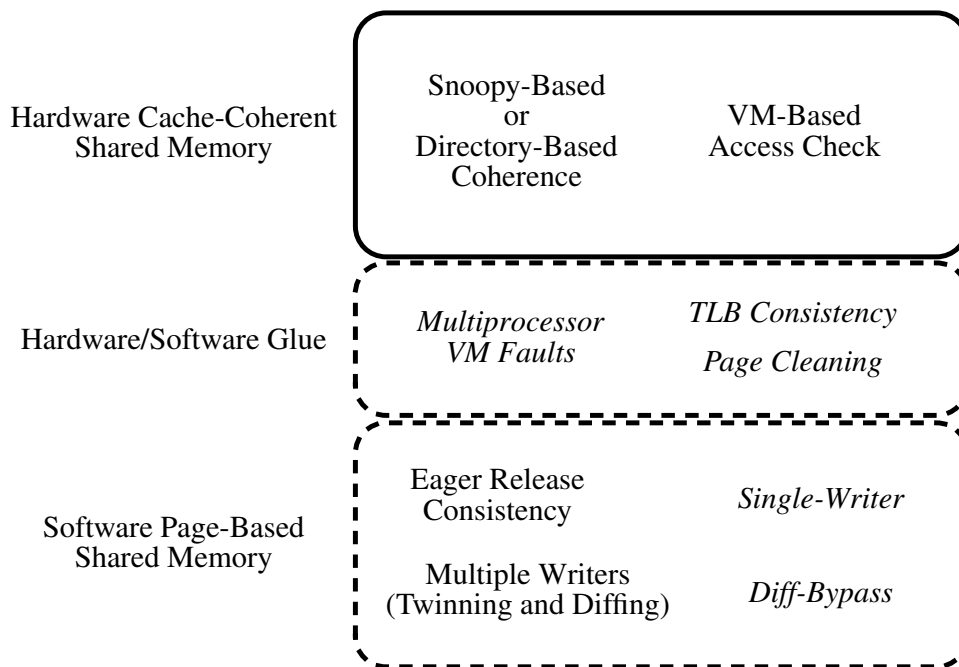 Hardware Cache-Coherent
Shared Memory
Snoopy-Based
or
Directory-Based
Coherence
VM-Based
Access Check
Hardware/Software Glue
Multiprocessor
VM Faults
TLB Consistency
Page Cleaning
Software Page-Based
Shared Memory
Eager Release
Consistency
Single-Writer
Multiple Writers
(Twinning and Diffing)
Diff-Bypass